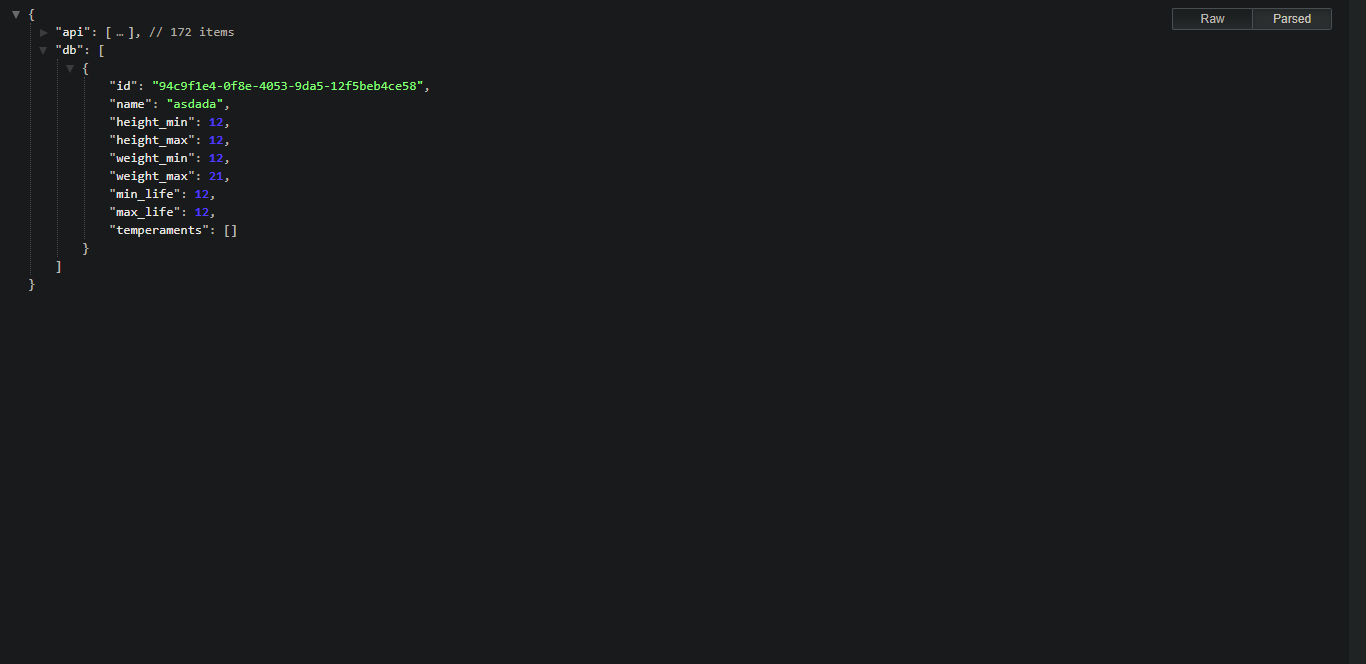 {
"api": [ … ], // 172 items
"db": [
{
"id": "94c9f1e4-0f8e-4053-9da5-12f5beb4ce58",
"name": "asdada",
"height_min": 12,
"height_max": 12,
"weight_min": 12,
"weight_max": 21,
"min_life": 12,
"max_life": 12,
"temperaments": []
}
]
}
Raw Parsed